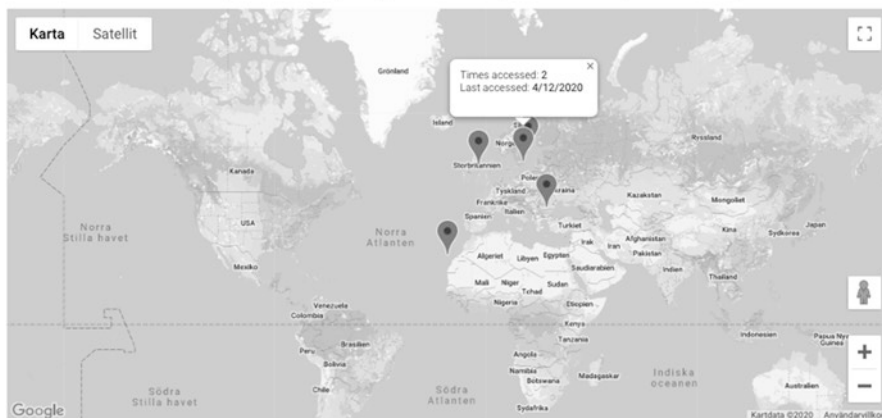 Karta Satellit
Times accessed: 2
Last accessed: 4/12/2020
Grönland
Island
Ryssland
Storbritannien
Kanada
Tyskland
Kazakstan
Mongoliet
Frankrike
USA
Italien
Spanien
Norra
Stilla havet
Norra
Atlanten
Turkiet
Kina
Japan
Sydkorea
Irak
Iran
Afghanistan
Pakistan
Algeriet
Libyen
Egypten
Saudiarabien
Indien
Mexiko
Mali
Niger
Tchad
Sudan
Thailand
Nigeria
Etiopien
Venezuela
Colombia
Kenya
Tanzania
Indonesien
Papua Nya
Guinea
Peru
Brasilien
Bolivia
Angola
Namibia
Botswana
Madagaskar
Chile
Södra
Stilla havet
Södra
Atlanten
Indiska
oceanen
Australien
Sydafrika
Google
Kartdata ©2020 Användarvillkor